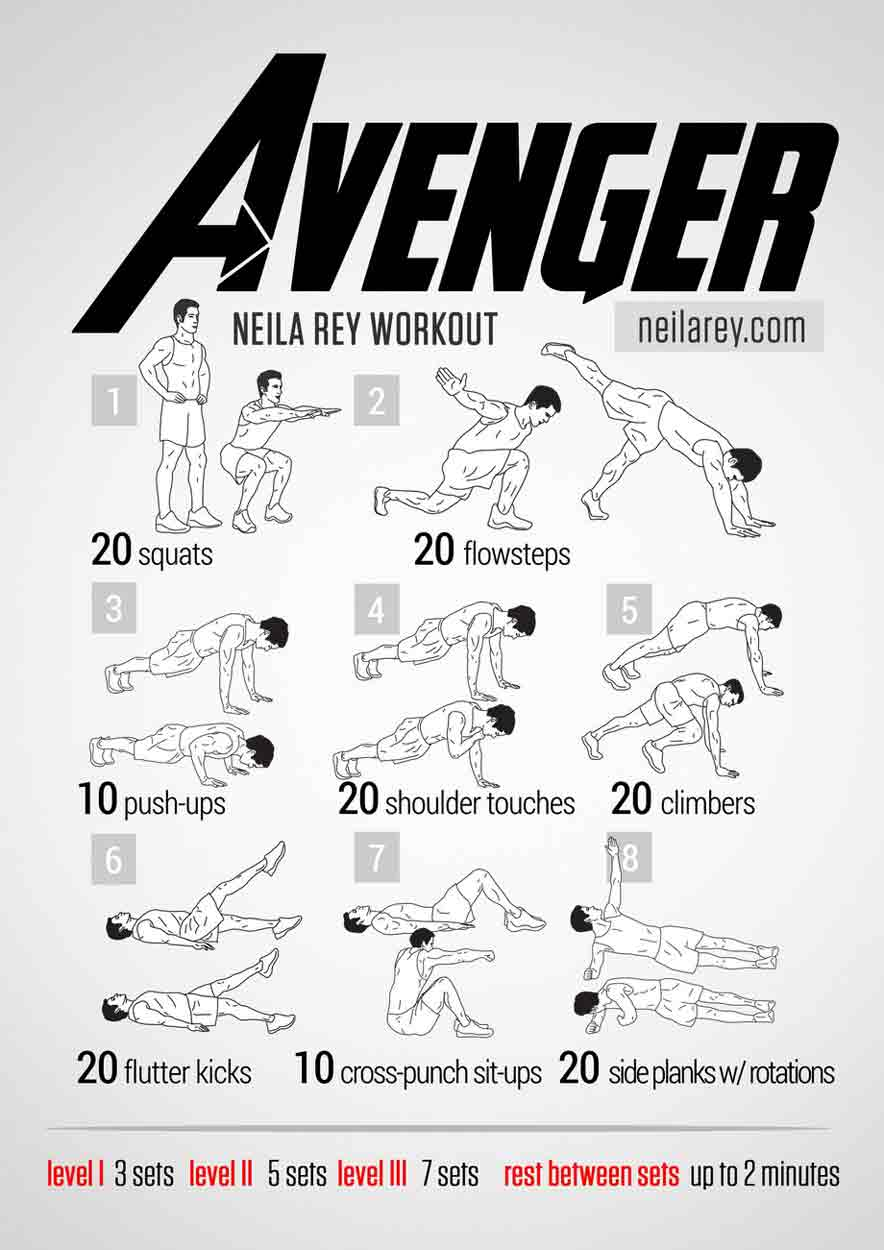 AVENGER
NEILA REY WORKOUT
neilarey.com
1
20 squats
2
20 flowsteps
3
10 push-ups
4
20 shoulder touches
5
20 climbers
6
20 flutter kicks
7
10 cross-punch sit-ups
8
20 side planks w/ rotations
level I 3 sets level II 5 sets level III 7 sets rest between sets up to 2 minutes